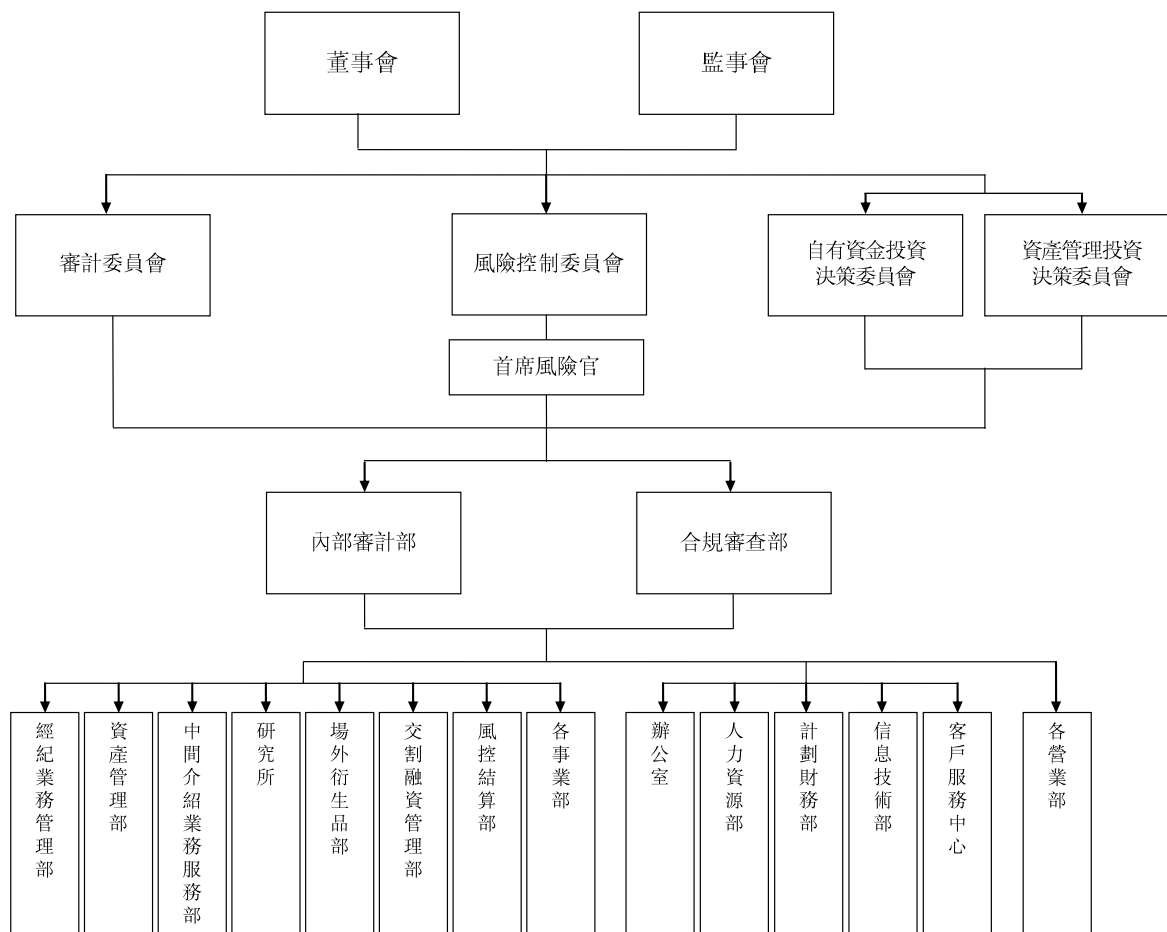 董事會
監事會
審計委員會
風險控制委員會
自有資金投資
決策委員會
資產管理投資
決策委員會
首席風險官
內部審計部
合規審查部
經紀業務管理部
資產管理部
中間介紹業務服務部
研究所
場外衍生品部
交割融資管理部
風控結算部
各事業部
辦公室
人力資源部
計劃財務部
信息技術部
客戶服務中心
各營業部